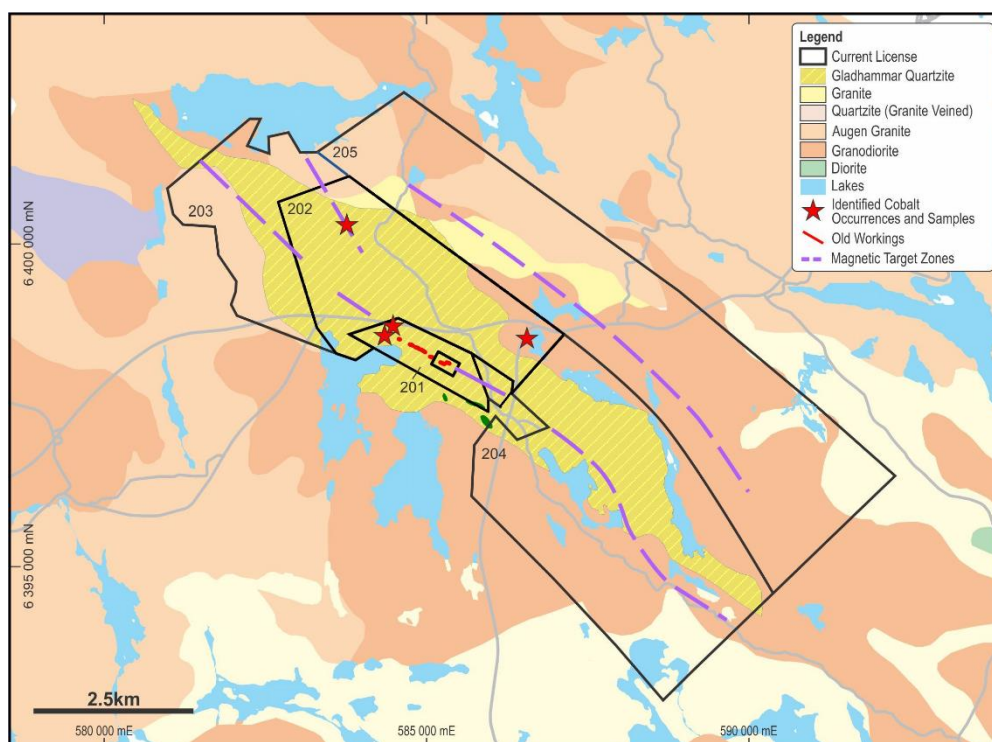 Legend
Current License
Gladhammar Quartzite
Granite
Quartzite (Granite Veined)
Augen Granite
Granodiorite
Diorite
Lakes
Identified Cobalt
Occurrences and Samples
Old Workings
Magnetic Target Zones
205
203
202
201
204
6 400 000 mN
6 395 000 mN
2.5km
580 000 mE
585 000 mE
590 000 mE